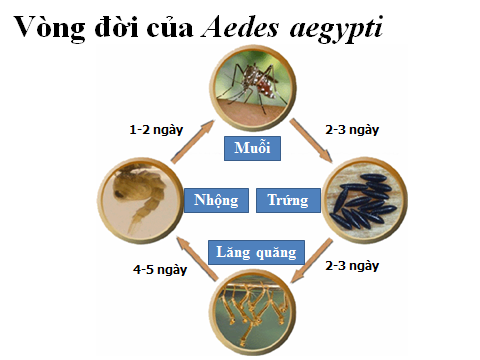 Vòng đời của Aedes aegypti
1-2 ngày
2-3 ngày
Muỗi
Nhộng
Trứng
Lăng quăng
4-5 ngày
2-3 ngày